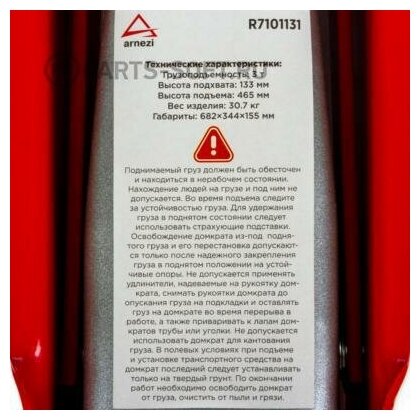 arnezi
R7101131
Технические характеристики:
Грузоподъемность: 3 т
Высота подхвата: 133 мм
Высота подъема: 465 мм
Вес изделия: 30.7 кг
Габариты: 682×344×155 мм
Поднимаемый груз должен быть обесточен
и находиться в нерабочем состоянии.
Нахождение людей на грузе и под ним не
допускается. Во время подъема следите
за устойчивостью груза. Для удержания
груза в поднятом состоянии следует
использовать страхующие подставки.
Освобождение домкрата из-под подня-
того груза и его перестановка допускают-
ся только после надежного закрепления
груза в поднятом положении на устой-
чивые опоры. Не допускается применять
удлинители, надеваемые на рукоятку дом-
крата, снимать рукоятки домкрата до
опускания груза на подкладки и оставлять
груз на домкрате во время перерыва в
работе, а также приваривать к лапам дом-
кратов трубы или уголки. Не допускается
использовать домкрат для кантования
груза. В полевых условиях при подъеме
и установке транспортного средства на
домкрат последний следует устанавливать
только на твердый грунт. По окончании
работ необходимо освободить домкрат
от груза, очистить от пыли и грязи.